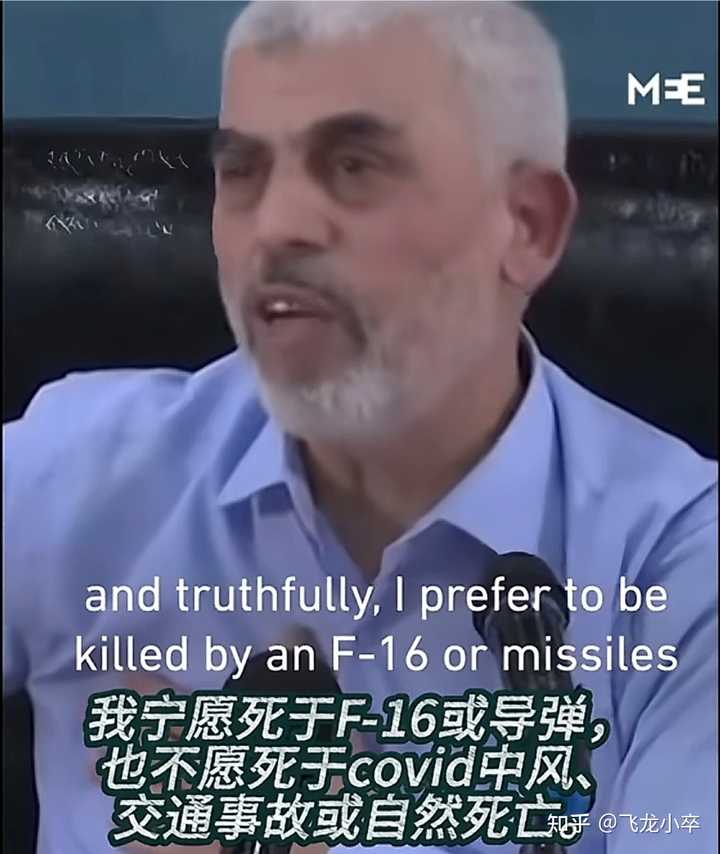 MEE
and truthfully, I prefer to be
killed by an F-16 or missiles
我宁愿死于F-16或导弹，
也不愿死于covid中风、
交通事故或自然死亡。
知乎 @飞龙小卒